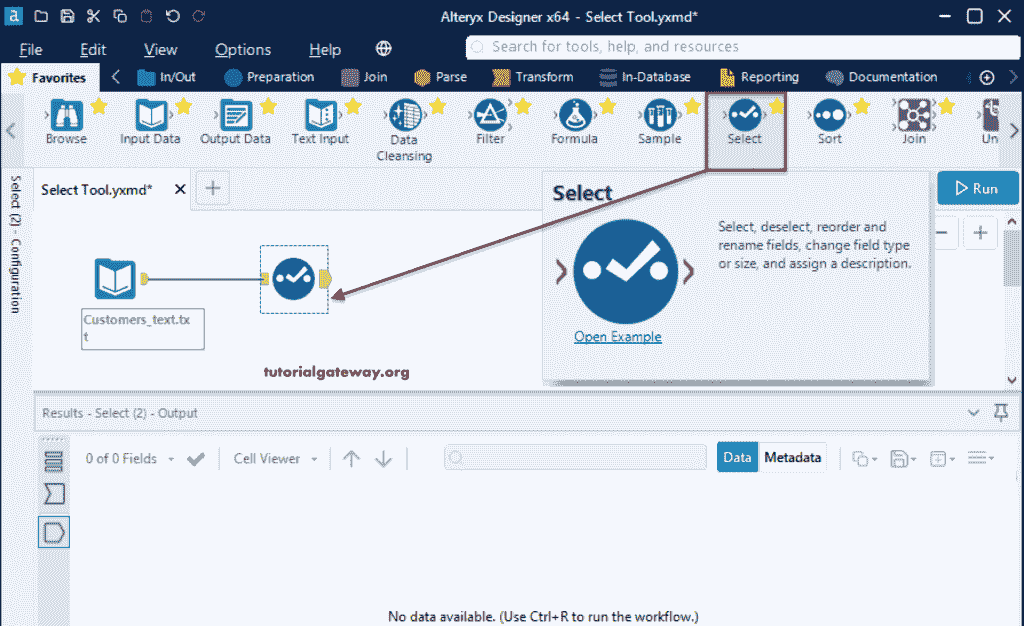 a
Alteryx Designer x64 - Select Tool.yxmd*
File Edit View Options Help
Search for tools, help, and resources
Favorites In/Out Preparation Join Parse Transform In-Database Reporting Documentation
Browse Input Data Output Data Text Input Data Filter Formula Sample Select Sort Join Un
Cleansing
Select (2) - Configuration
Select Tool.yxmd*
Run
Select
Select, deselect, reorder and
rename fields, change field type
or size, and assign a description.
Open Example
Customers_text.tx
t
tutorialgateway.org
Results - Select (2) - Output
0 of 0 Fields Cell Viewer Data Metadata
No data available. (Use Ctrl+R to run the workflow.)